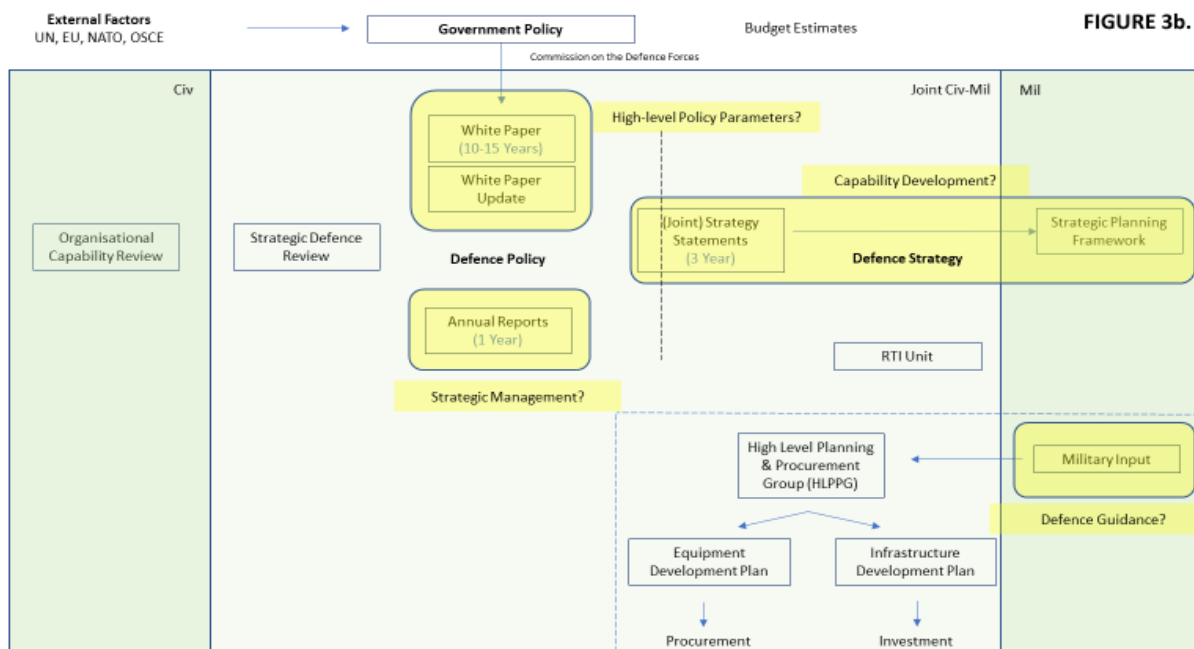 External Factors
UN, EU, NATO, OSCE
Government Policy
Budget Estimates
FIGURE 3b.
Commission on the Defence Forces
Civ
Joint Civ-Mil
Mil
White Paper
(10-15 Years)
White Paper
Update
High-level Policy Parameters?
Capability Development?
Organisational
Capability Review
Strategic Defence
Review
Defence Policy
(Joint) Strategy
Statements
(3 Year)
Defence Strategy
Strategic Planning
Framework
Annual Reports
(1 Year)
RTI Unit
Strategic Management?
High Level Planning
& Procurement
Group (HLPPG)
Military Input
Defence Guidance?
Equipment
Development Plan
Infrastructure
Development Plan
Procurement
Investment